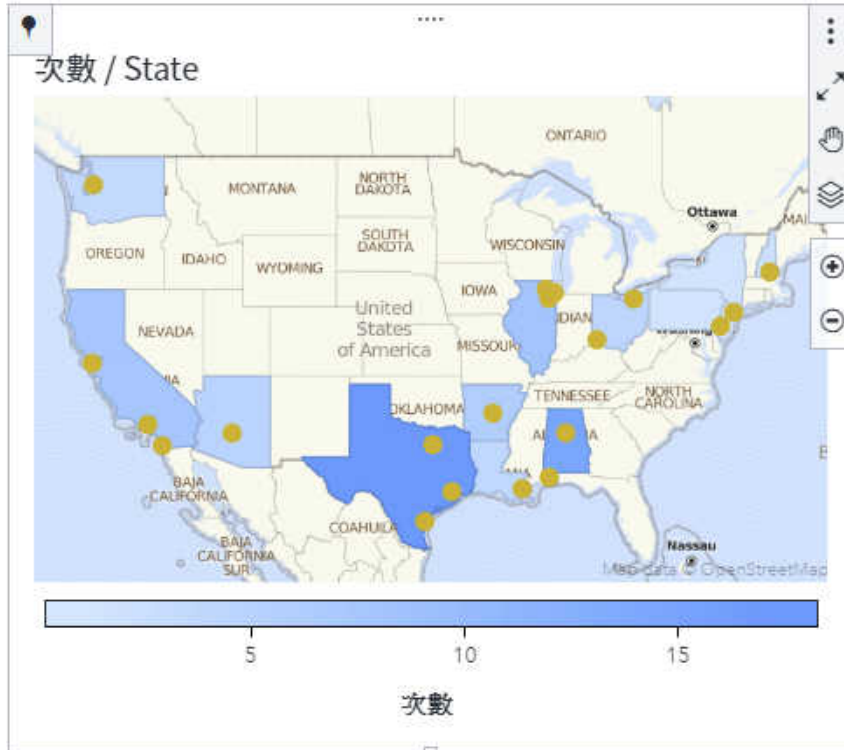 次數 / State
ONTARIO
NORTH
DAKOTA
MONTANA
Ottawa
SOUTH
DAKOTA
WISCONSIN
OREGON
IDAHO
WYOMING
IOWA
United
States
of America
NEVADA
MISSOURI
TENNESSEE
NORTH
CAROLINA
OKLAHOMA
BAJA
CALIFORNIA
COAHUILA
BAJA
CALIFORNIA
SUR
Nassau
Map data © OpenStreetMap
5
10
15
次數